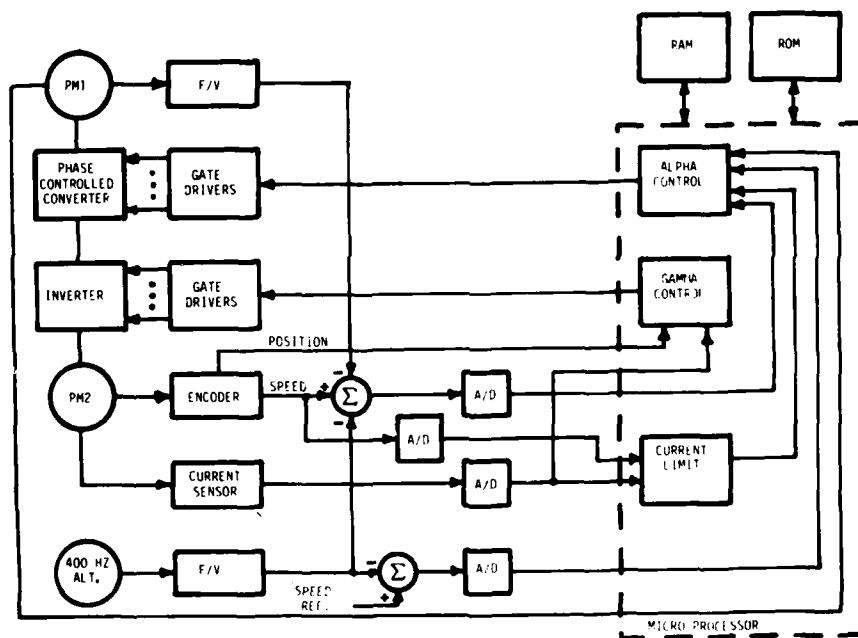 RAM
ROM
PM1
F/V
PHASE
CONTROLLED
CONVERTER
GATE
DRIVERS
ALPHA
CONTROL
INVERTER
GATE
DRIVERS
GAMMA
CONTROL
POSITION
PM2
ENCODER
SPEED
- 
+
Σ
-
A/D
A/D
CURRENT
SENSOR
A/D
CURRENT
LIMIT
400 HZ
ALT.
F/V
-
Σ
+
A/D
SPEED
REF.
MICRO PROCESSOR